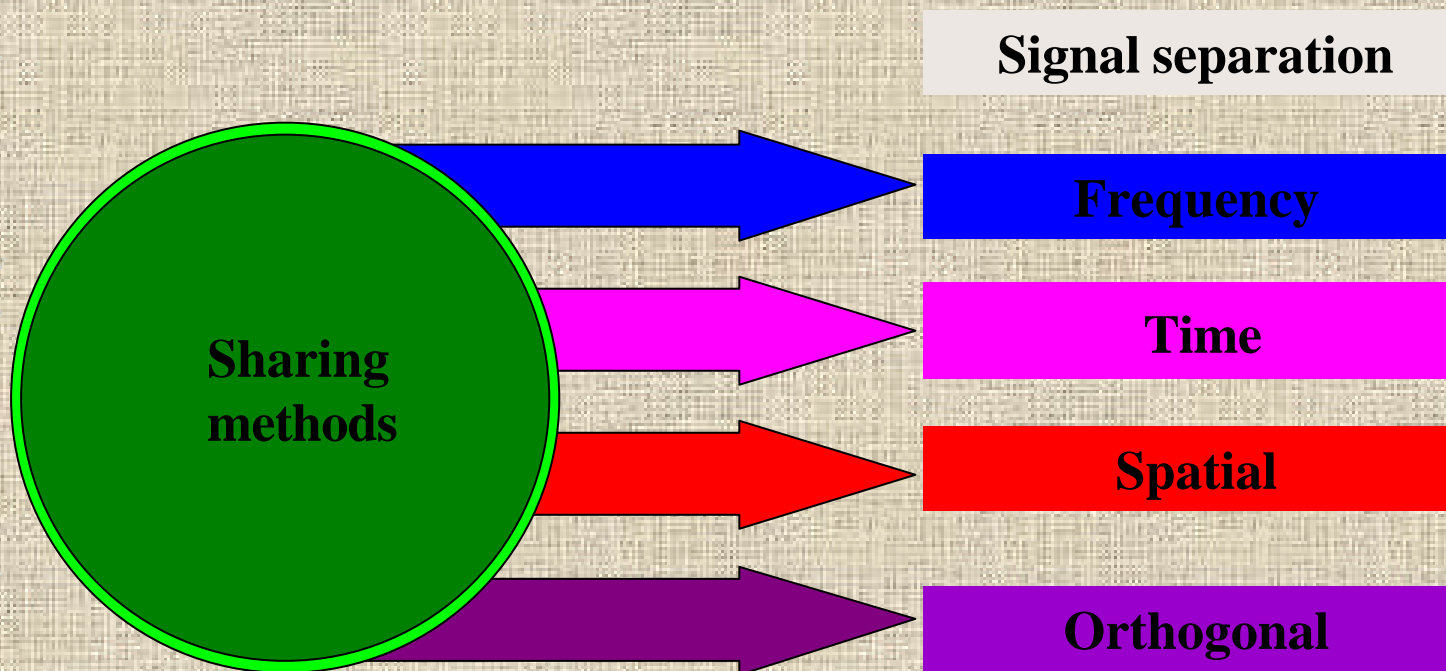 Signal separation
Frequency
Time
Sharing
methods
Spatial
Orthogonal